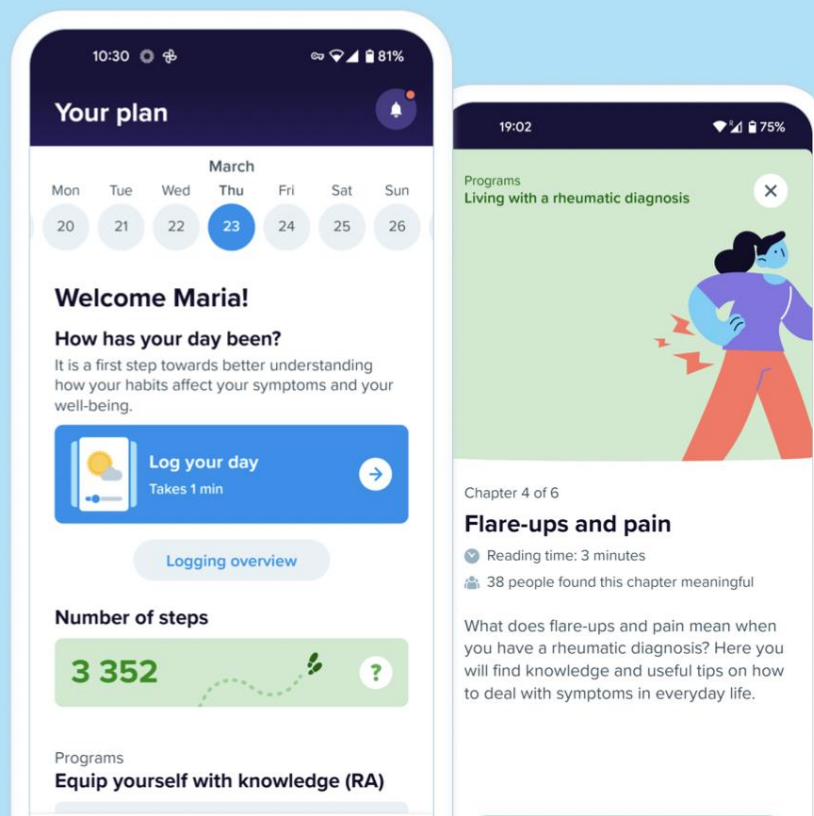 10:30
81%
Your plan
March
Mon Tue Wed Thu Fri Sat Sun
20 21 22 23 24 25 26
Welcome Maria!
How has your day been?
It is a first step towards better understanding
how your habits affect your symptoms and your
well-being.
Log your day
Takes 1 min
Logging overview
Number of steps
3 352
?
Programs
Equip yourself with knowledge (RA)
19:02
R
75%
Programs
Living with a rheumatic diagnosis
Chapter 4 of 6
Flare-ups and pain
Reading time: 3 minutes
38 people found this chapter meaningful
What does flare-ups and pain mean when
you have a rheumatic diagnosis? Here you
will find knowledge and useful tips on how
to deal with symptoms in everyday life.